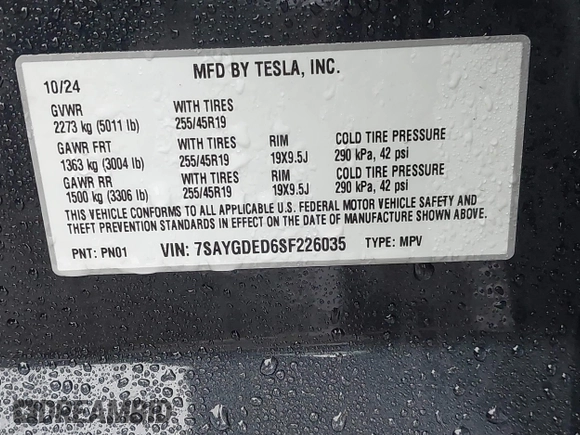 MFD BY TESLA, INC.
10/24
GVWR WITH TIRES
2273 kg (5011 lb) 255/45R19
GAWR FRT WITH TIRES RIM COLD TIRE PRESSURE
1363 kg (3004 lb) 255/45R19 19X9.5J 290 kPa, 42 psi
GAWR RR WITH TIRES RIM COLD TIRE PRESSURE
1500 kg (3306 lb) 255/45R19 19X9.5J 290 kPa, 42 psi
THIS VEHICLE CONFORMS TO ALL APPLICABLE U.S. FEDERAL MOTOR VEHICLE SAFETY AND
THEFT PREVENTION STANDARDS IN EFFECT ON THE DATE OF MANUFACTURE SHOWN ABOVE.
PNT: PN01 VIN: 7SAYGDED6SF226035 TYPE: MPV
IDREAMBID